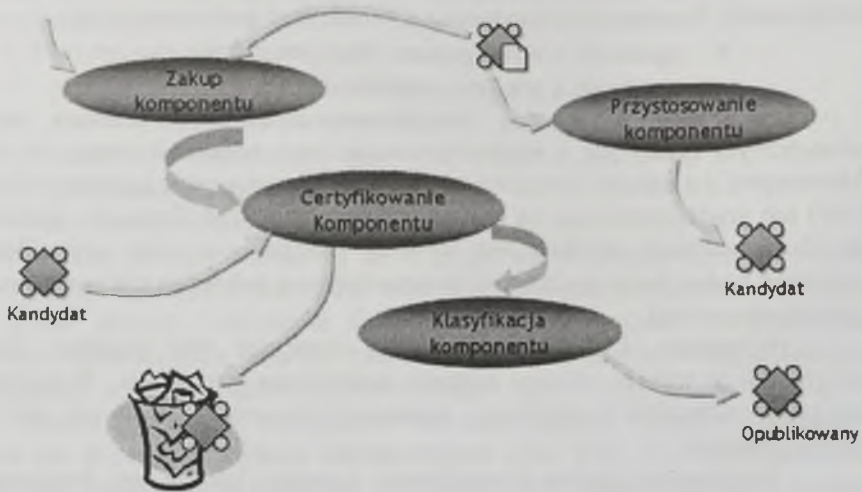 Zakup
komponentu
Przystosowanie
komponentu
Certyfikowanie
Komponentu
Kandydat
Kandydat
Klasyfikacja
komponentu
Opublikowany